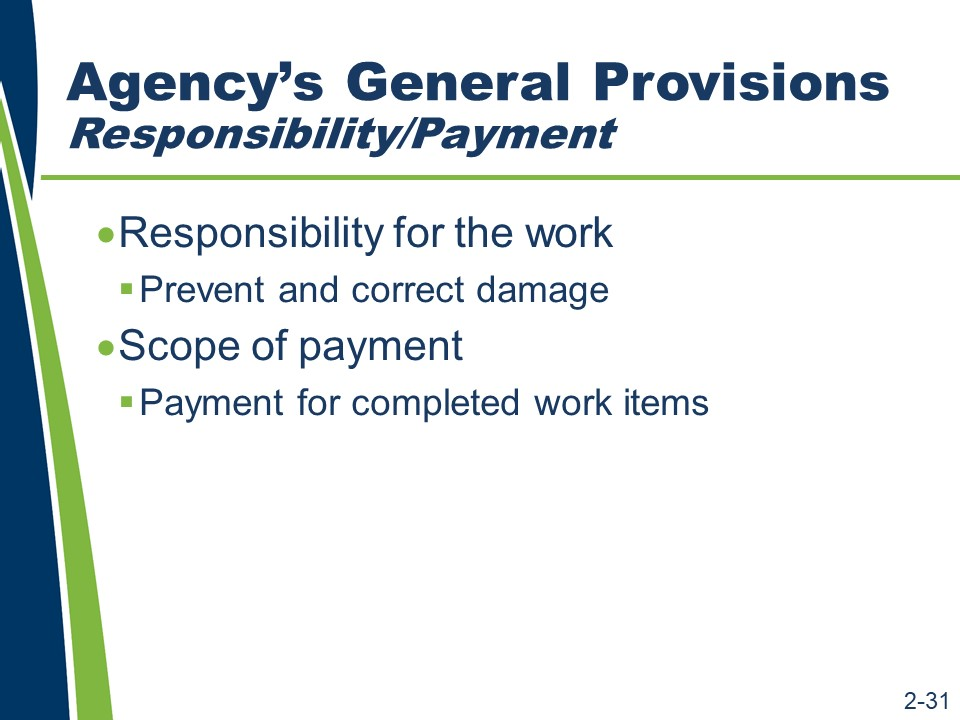 Agency’s General Provisions
Responsibility/Payment
•Responsibility for the work
▪Prevent and correct damage
•Scope of payment
▪Payment for completed work items
2-31